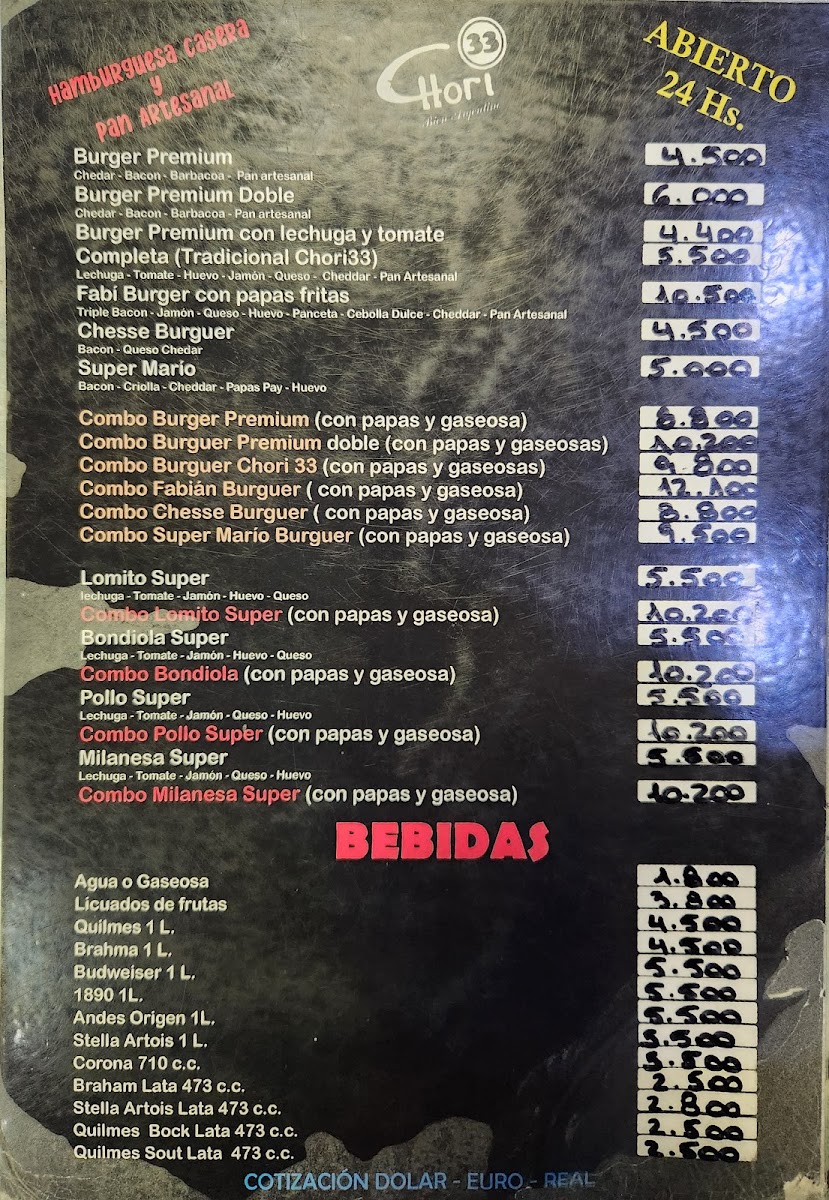 Hamburguesa Casera
y
Pan Artesanal
Chori 33
Bien Argentino
ABIERTO
24 Hs.
Burger Premium 4.500
Chedar - Bacon - Barbacoa - Pan artesanal
Burger Premium Doble 6.000
Chedar - Bacon - Barbacoa - Pan artesanal
Burger Premium con lechuga y tomate 4.400
Completa (Tradicional Chori33) 5.500
Lechuga - Tomate - Huevo - Jamón - Queso - Cheddar - Pan Artesanal
Fabí Burger con papas fritas 10.500
Triple Bacon - Jamón - Queso - Huevo - Panceta - Cebolla Dulce - Cheddar - Pan Artesanal
Chesse Burguer 4.500
Bacon - Queso Chedar
Super Mario 5.000
Bacon - Criolla - Cheddar - Papas Pay - Huevo
Combo Burger Premium (con papas y gaseosa) 8.800
Combo Burguer Premium doble (con papas y gaseosas) 10.200
Combo Burguer Chori 33 (con papas y gaseosas) 9.800
Combo Fabián Burguer ( con papas y gaseosa) 12.100
Combo Chesse Burguer ( con papas y gaseosa) 8.800
Combo Super Marío Burguer (con papas y gaseosa) 9.500
Lomito Super 5.500
lechuga - Tomate - Jamón - Huevo - Queso
Combo Lomito Super (con papas y gaseosa) 10.200
Bondiola Super 5.500
Lechuga - Tomate - Jamón - Huevo - Queso
Combo Bondiola (con papas y gaseosa) 10.200
Pollo Super 5.500
Lechuga - Tomate - Jamón - Queso - Huevo
Combo Pollo Super (con papas y gaseosa) 10.200
Milanesa Super 5.500
Lechuga - Tomate - Jamón - Queso - Huevo
Combo Milanesa Super (con papas y gaseosa) 10.200
BEBIDAS
Agua o Gaseosa 1.800
Licuados de frutas 3.800
Quilmes 1 L. 4.500
Brahma 1 L. 4.500
Budweiser 1 L. 5.500
1890 1L. 5.500
Andes Origen 1L. 5.500
Stella Artois 1 L. 5.500
Corona 710 c.c. 5.500
Braham Lata 473 c.c. 2.500
Stella Artois Lata 473 c.c. 2.800
Quilmes Bock Lata 473 c.c. 2.500
Quilmes Sout Lata 473 c.c. 2.500
COTIZACIÓN DOLAR - EURO - REAL